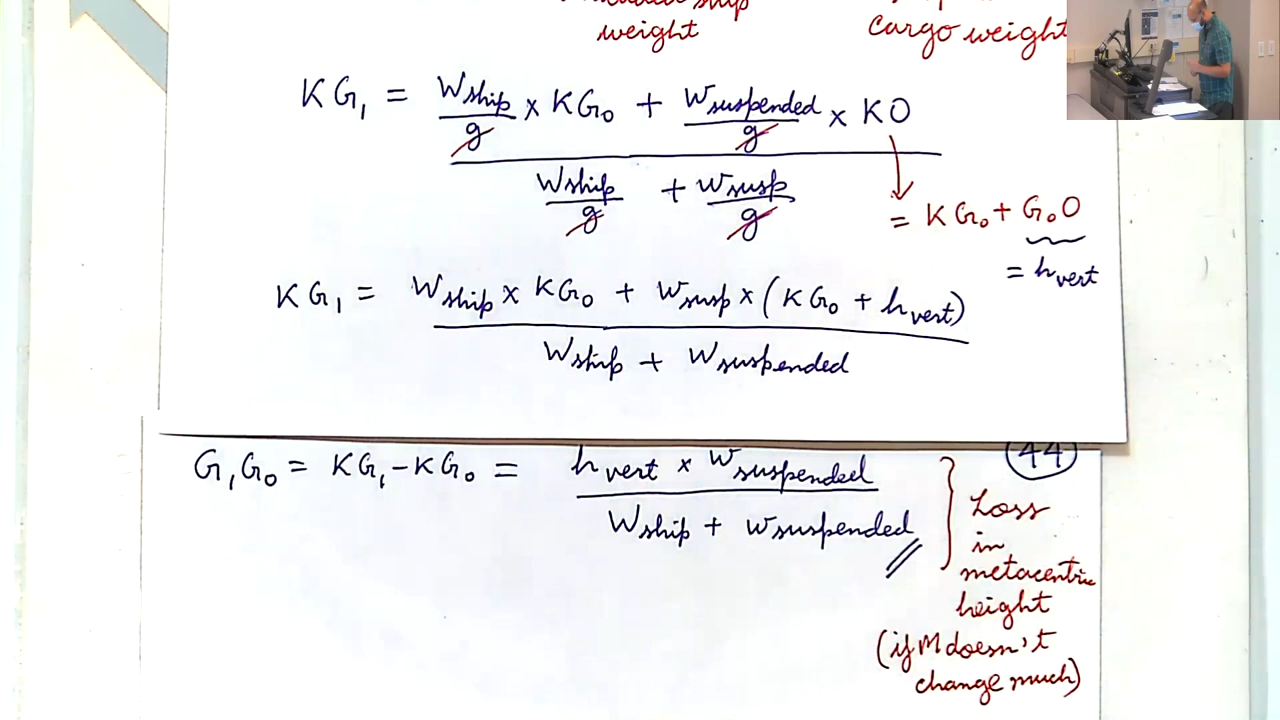 ship
weight
cargo weight
KG₁ = Wship/g × KG₀ + Wsuspended/g × KO
Wship/g + Wsusp/g
= KG₀ + G₀O
= hvert
KG₁ = Wship × KG₀ + Wsusp × (KG₀ + hvert)
Wship + Wsuspended
44
G₁G₀ = KG₁ - KG₀ = hvert × Wsuspended
Wship + Wsuspended
Loss
in
metacentric
height
(if M doesn't
change much)